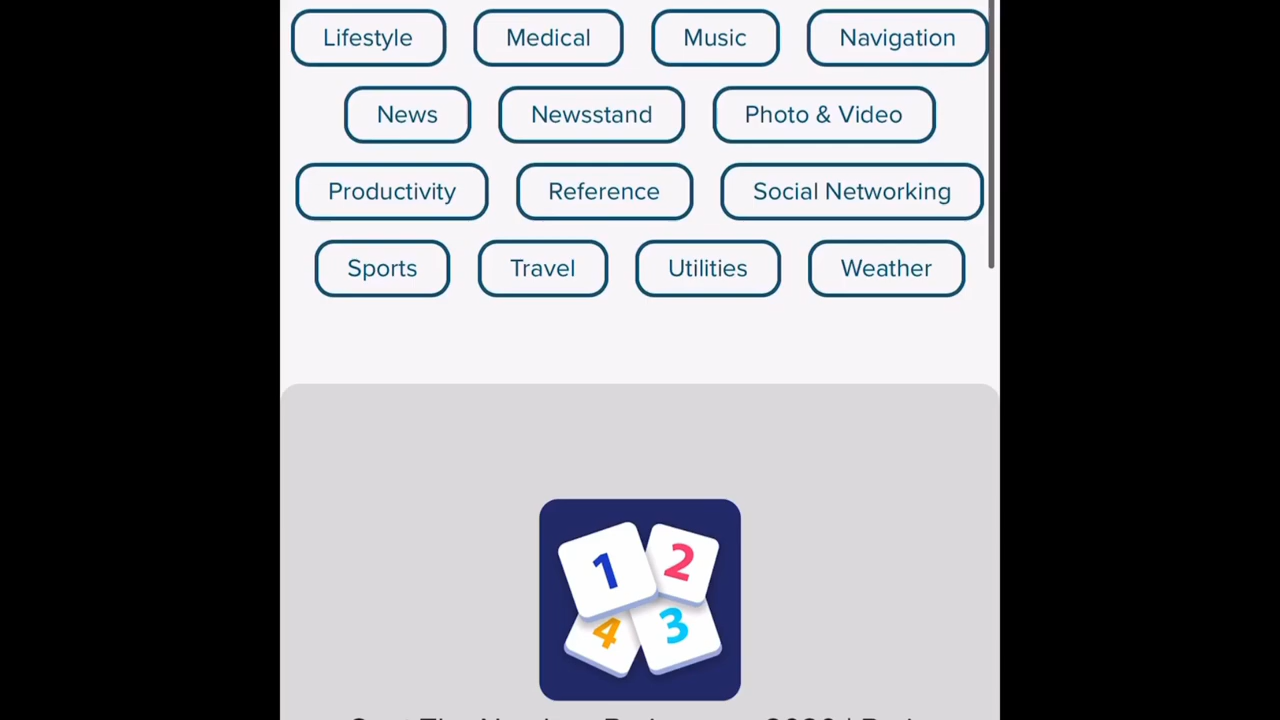 Lifestyle Medical Music Navigation
News Newsstand Photo & Video
Productivity Reference Social Networking
Sports Travel Utilities Weather
1 2
4 3